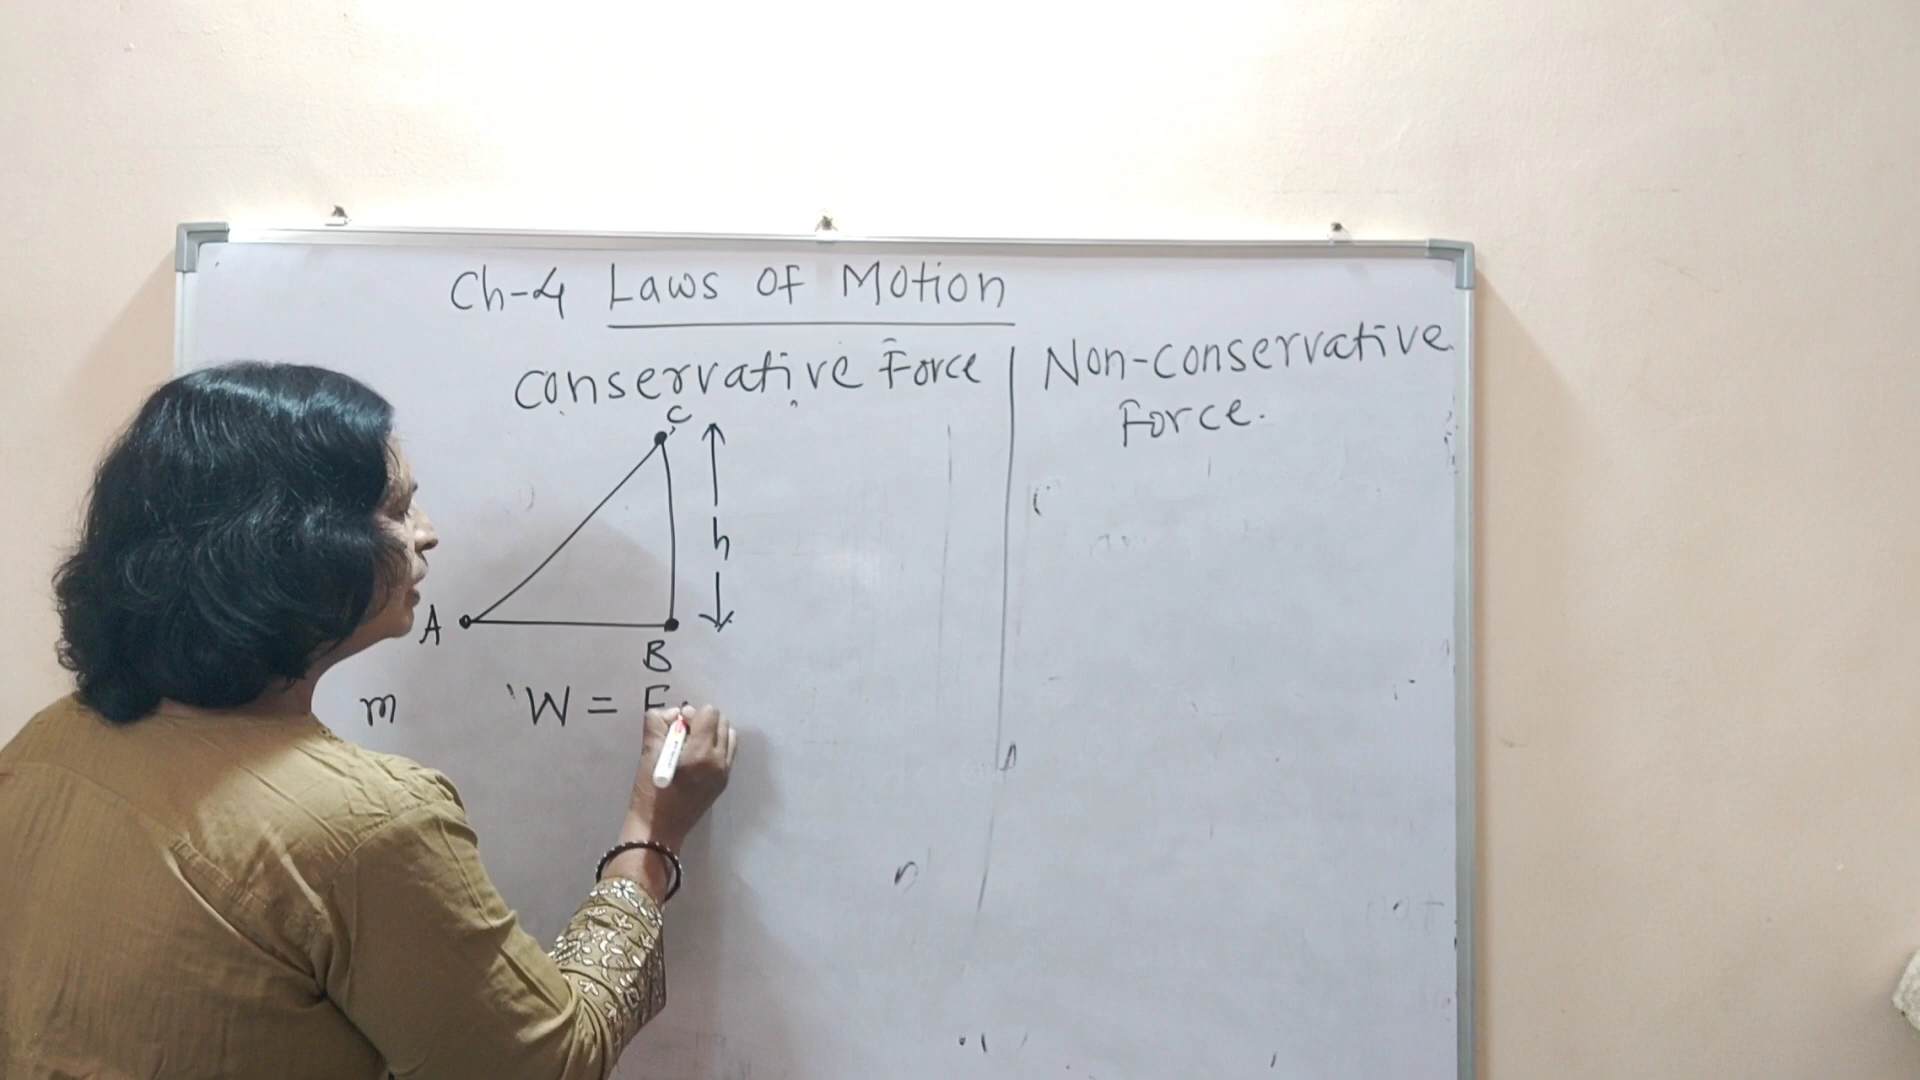 Ch-4 Laws of Motion
Conservative Force
Non-conservative
Force.
C
h
A
B
m
W = F.